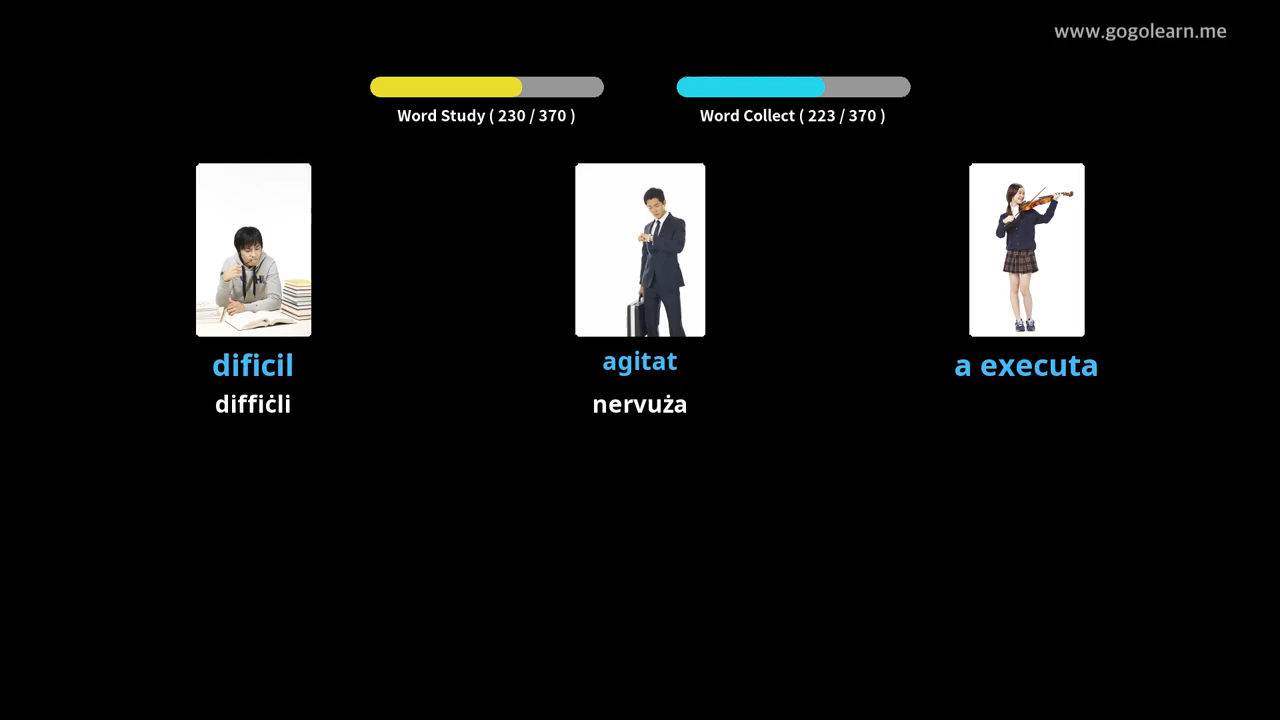 www.gogolearn.me
Word Study ( 230 / 370 )
Word Collect ( 223 / 370 )
dificil
agitat
a executa
diffiċli
nervuża